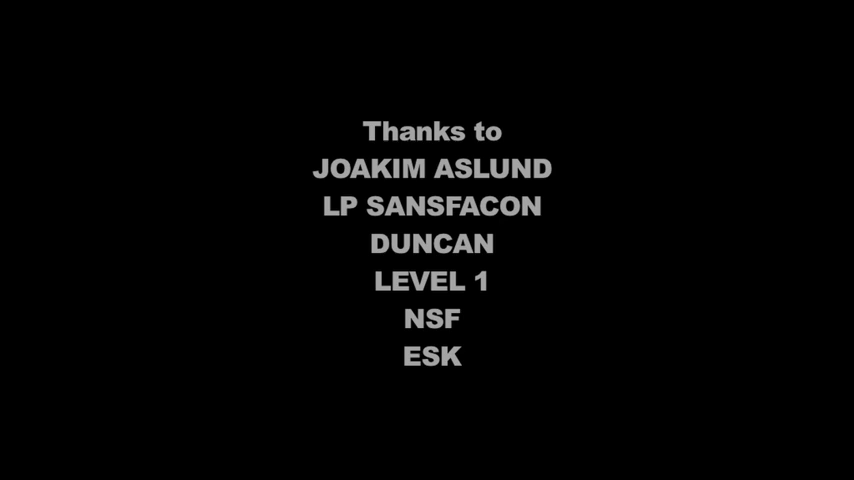 Thanks to
JOAKIM ASLUND
LP SANSFACON
DUNCAN
LEVEL 1
NSF
ESK